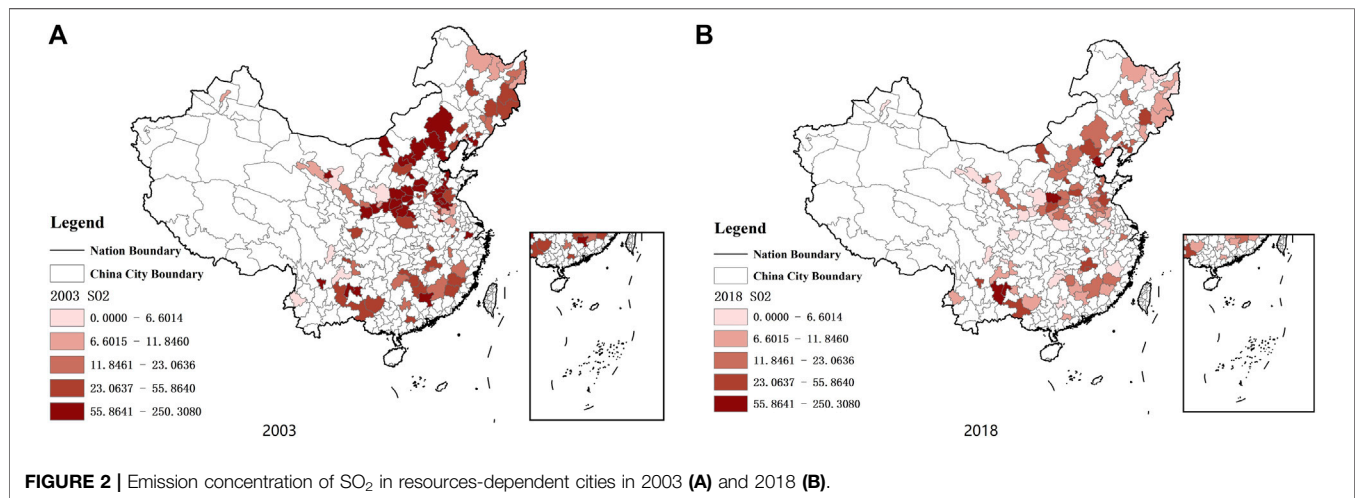 A
Legend
Nation Boundary
China City Boundary
2003 SO2
0.0000 - 6.6014
6.6015 - 11.8460
11.8461 - 23.0636
23.0637 - 55.8640
55.8641 - 250.3080
2003
B
Legend
Nation Boundary
China City Boundary
2018 SO2
0.0000 - 6.6014
6.6015 - 11.8460
11.8461 - 23.0636
23.0637 - 55.8640
55.8641 - 250.3080
2018
FIGURE 2 | Emission concentration of SO₂ in resources-dependent cities in 2003 (A) and 2018 (B).